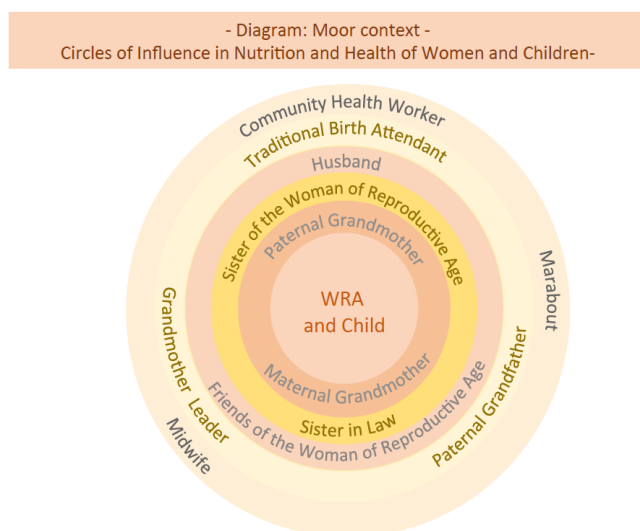 - Diagram: Moor context -
Circles of Influence in Nutrition and Health of Women and Children-
Community Health Worker
Traditional Birth Attendant
Husband
Sister of the Woman of Reproductive Age
Paternal Grandmother
WRA
and Child
Maternal Grandmother
Sister in Law
Friends of the Woman of Reproductive Age
Grandmother Leader
Paternal Grandfather
Midwife
Marabout